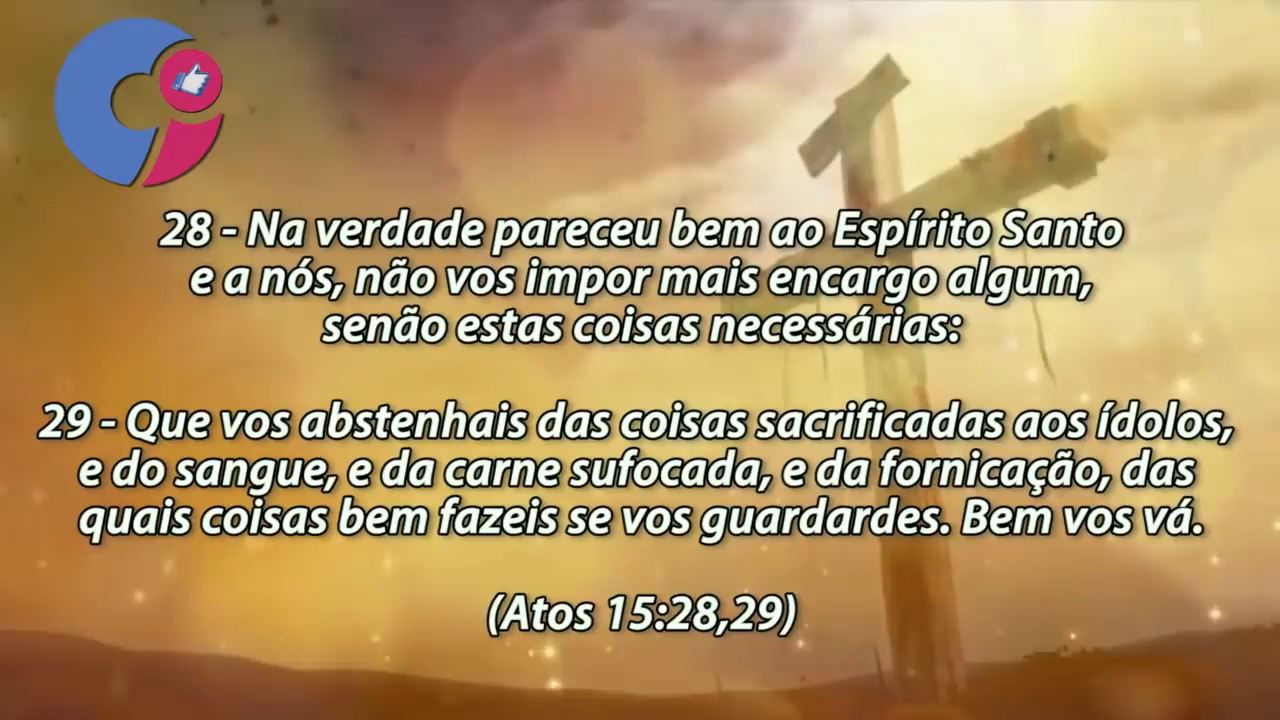 28 - Na verdade pareceu bem ao Espírito Santo
e a nós, não vos impor mais encargo algum,
senão estas coisas necessárias:
29 - Que vos abstenhais das coisas sacrificadas aos ídolos,
e do sangue, e da carne sufocada, e da fornicação, das
quais coisas bem fazeis se vos guardardes. Bem vos vá.
(Atos 15:28,29)